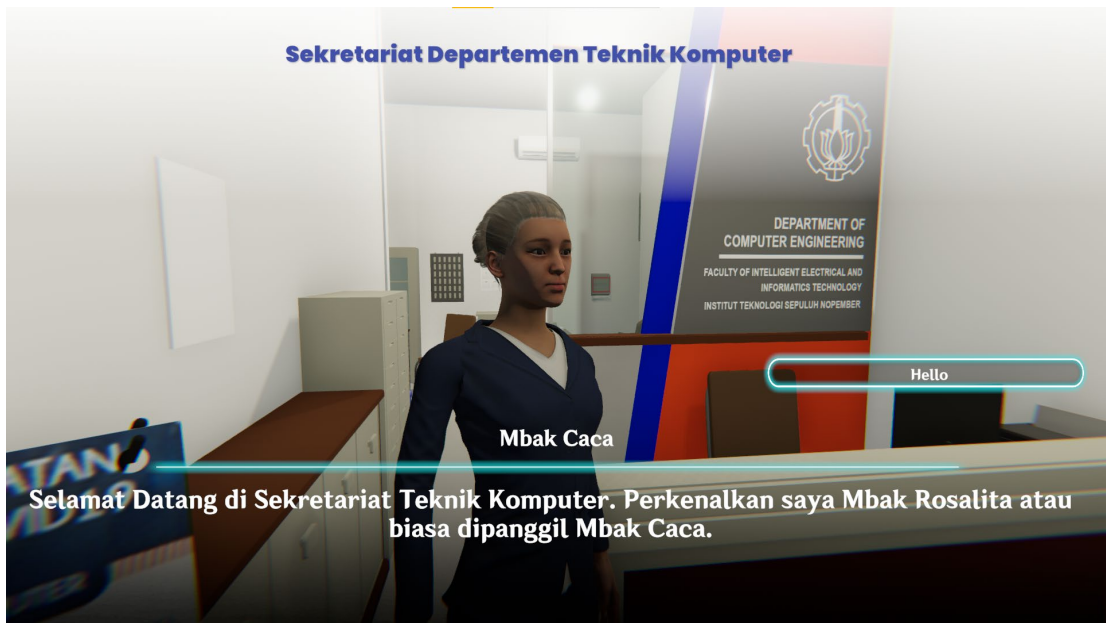 Sekretariat Departemen Teknik Komputer
DEPARTMENT OF
COMPUTER ENGINEERING
FACULTY OF INTELLIGENT ELECTRICAL AND
INFORMATICS TECHNOLOGY
INSTITUT TEKNOLOGI SEPULUH NOPEMBER
Hello
Mbak Caca
Selamat Datang di Sekretariat Teknik Komputer. Perkenalkan saya Mbak Rosalita atau
biasa dipanggil Mbak Caca.